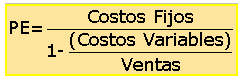 PE= Costos Fijos
1- (Costos Variables)
Ventas